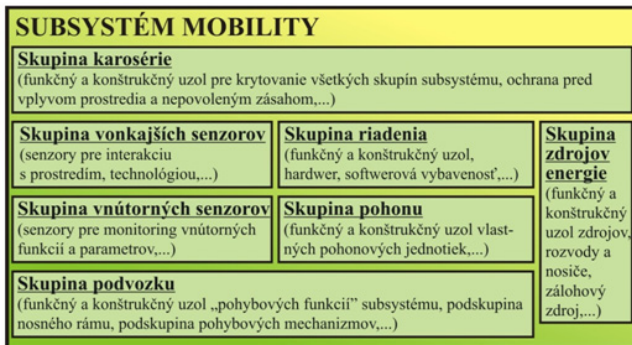 SUBSYSTÉM MOBILITY
Skupina karosérie
(funkčný a konštrukčný uzol pre krytovanie všetkých skupín subsystému, ochrana pred
vplyvom prostredia a nepovoleným zásahom,...)
Skupina vonkajších senzorov
(senzory pre interakciu
s prostredím, technológiou,...)
Skupina riadenia
(funkčný a konštrukčný uzol,
hardwer, softwerová vybavenosť,...)
Skupina
zdrojov
energie
(funkčný a
konštrukčný
uzol zdrojov,
rozvody a
nosiče,
zálohový
zdroj,...)
Skupina vnútorných senzorov
(senzory pre monitoring vnútorných
funkcií a parametrov,...)
Skupina pohonu
(funkčný a konštrukčný uzol vlast-
ných pohonových jednotiek,...)
Skupina podvozku
(funkčný a konštrukčný uzol „pohybových funkcií” subsystému, podskupina
nosného rámu, podskupina pohybových mechanizmov,...)